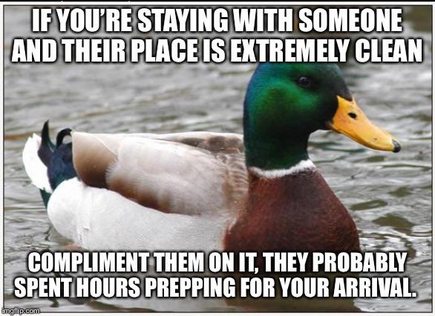 IF YOU'RE STAYING WITH SOMEONE
AND THEIR PLACE IS EXTREMELY CLEAN
COMPLIMENT THEM ON IT, THEY PROBABLY
SPENT HOURS PREPPING FOR YOUR ARRIVAL.
imgflip.com